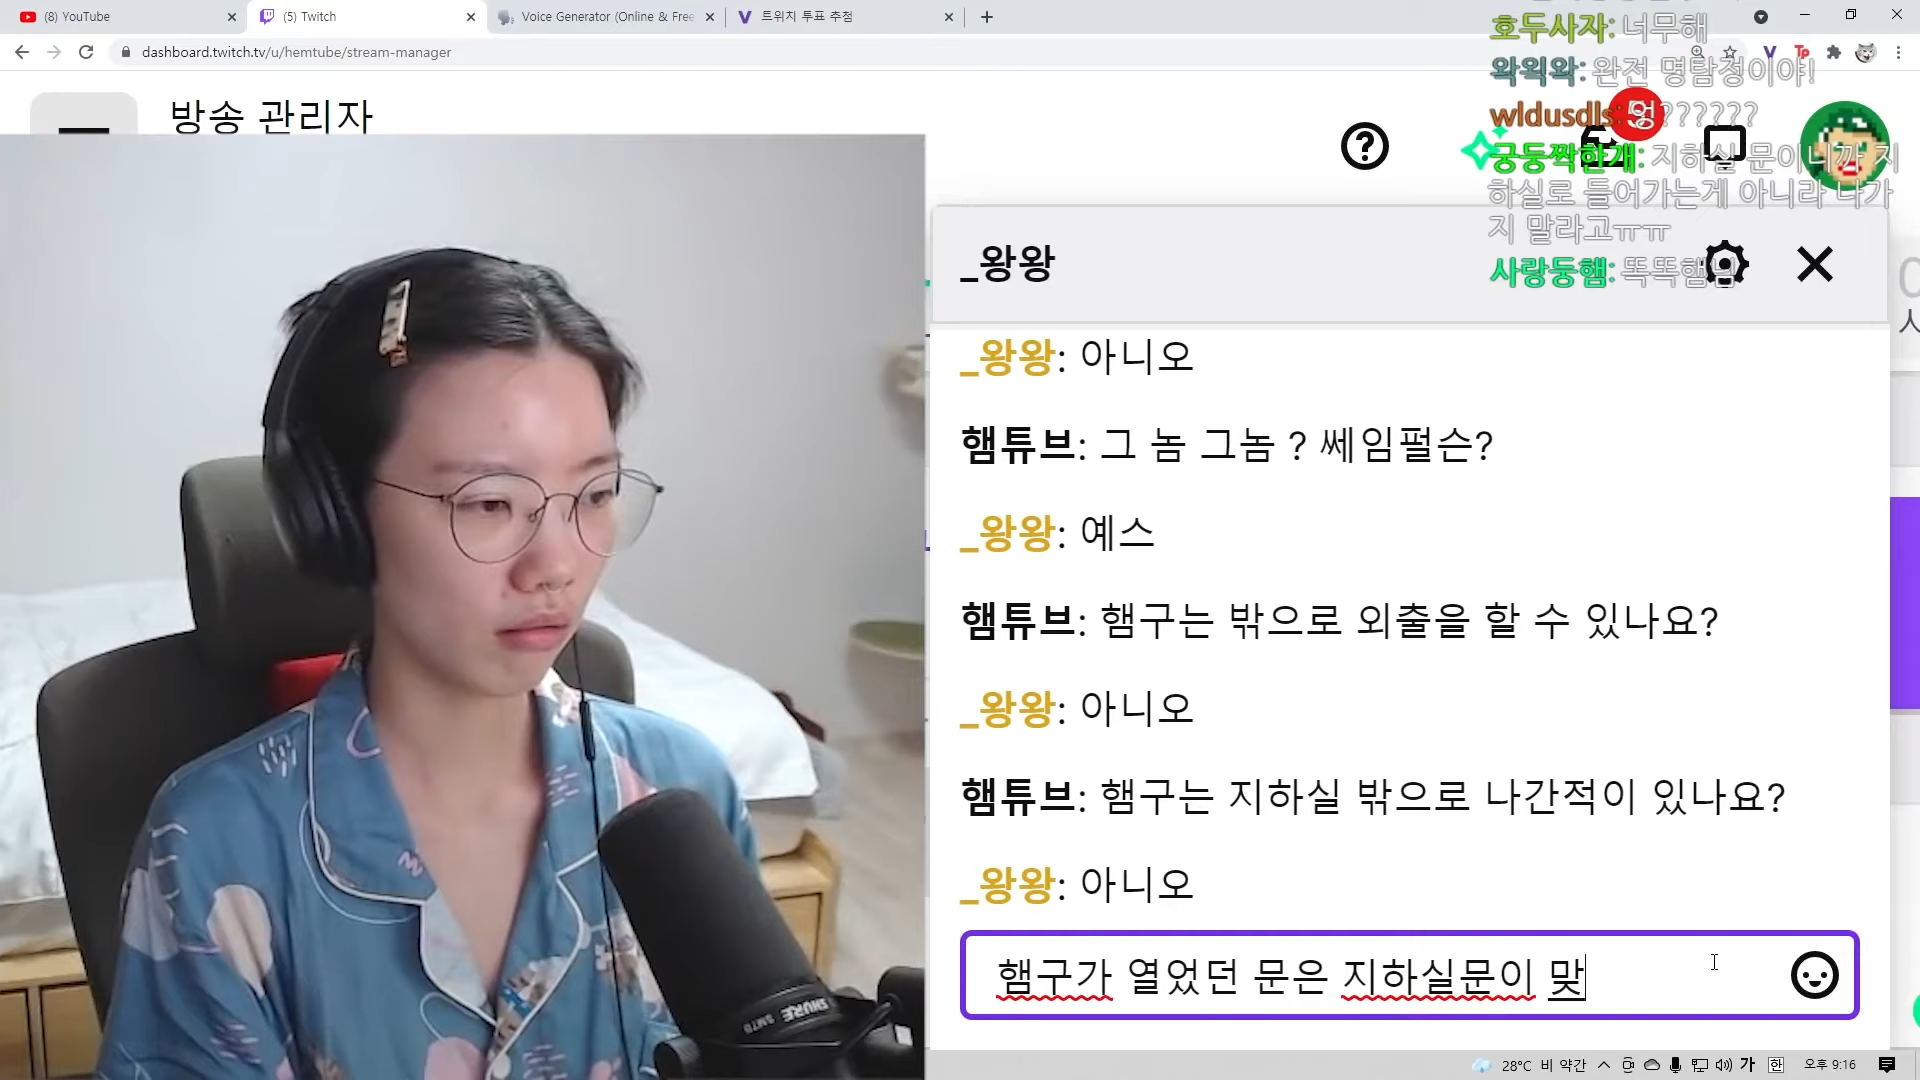 (8) YouTube
(5) Twitch
Voice Generator (Online & Free
트위치 투표 추첨
dashboard.twitch.tv/u/hemtube/stream-manager
방송 관리자
호두사자: 너무해
왁왹왁: 완전 명탐정이야!
wldusdls: 엥??????
궁둥짝한개: 지하실 문이니깐 지
하실로 들어가는게 아니라 나가
지 말라고ㅠㅠ
사랑둥햄: 똑똑햄
_왕왕
_왕왕: 아니오
햄튜브: 그 놈 그놈 ? 쎄임펄슨?
_왕왕: 예스
햄튜브: 햄구는 밖으로 외출을 할 수 있나요?
_왕왕: 아니오
햄튜브: 햄구는 지하실 밖으로 나간적이 있나요?
_왕왕: 아니오
햄구가 열었던 문은 지하실문이 맞
SHURE
SM7B
28°C 비 약간
가
한
오후 9:16